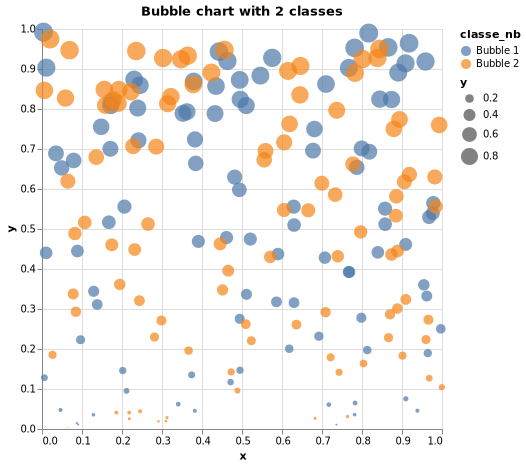 Bubble chart with 2 classes
1.0
0.9
0.8
0.7
0.6
0.5
0.4
0.3
0.2
0.1
0.0
y
0.0 0.1 0.2 0.3 0.4 0.5 0.6 0.7 0.8 0.9 1.0
x
classe_nb
Bubble 1
Bubble 2
y
0.2
0.4
0.6
0.8